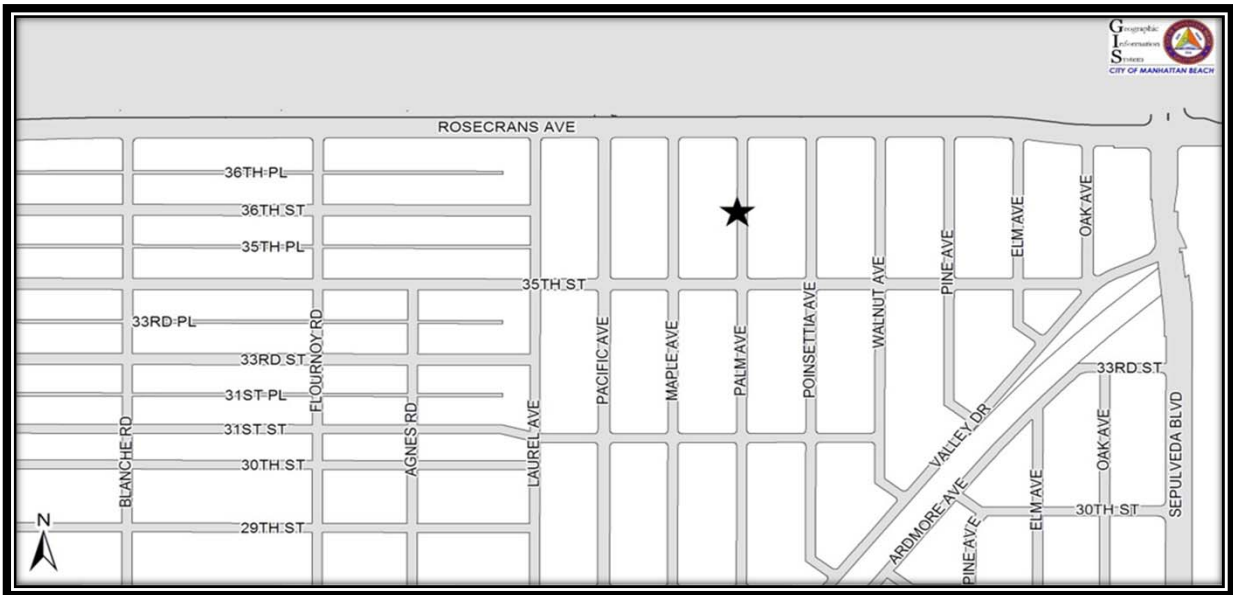 Geographic
Information
System
CITY OF MANHATTAN BEACH
ROSECRANS AVE
36TH PL
36TH ST
35TH PL
OAK AVE
ELM AVE
PINE AVE
35TH ST
WALNUT AVE
33RD PL
FLOURNOY RD
POINSETTIA AVE
PACIFIC AVE
MAPLE AVE
PALM AVE
33RD ST
33RD ST
31ST PL
31ST ST
BLANCHE RD
AGNES RD
LAUREL AVE
VALLEY DR
OAK AVE
SEPULVEDA BLVD
30TH ST
ELM AVE
ARDMORE AVE
30TH ST
29TH ST
PINE AVE
N